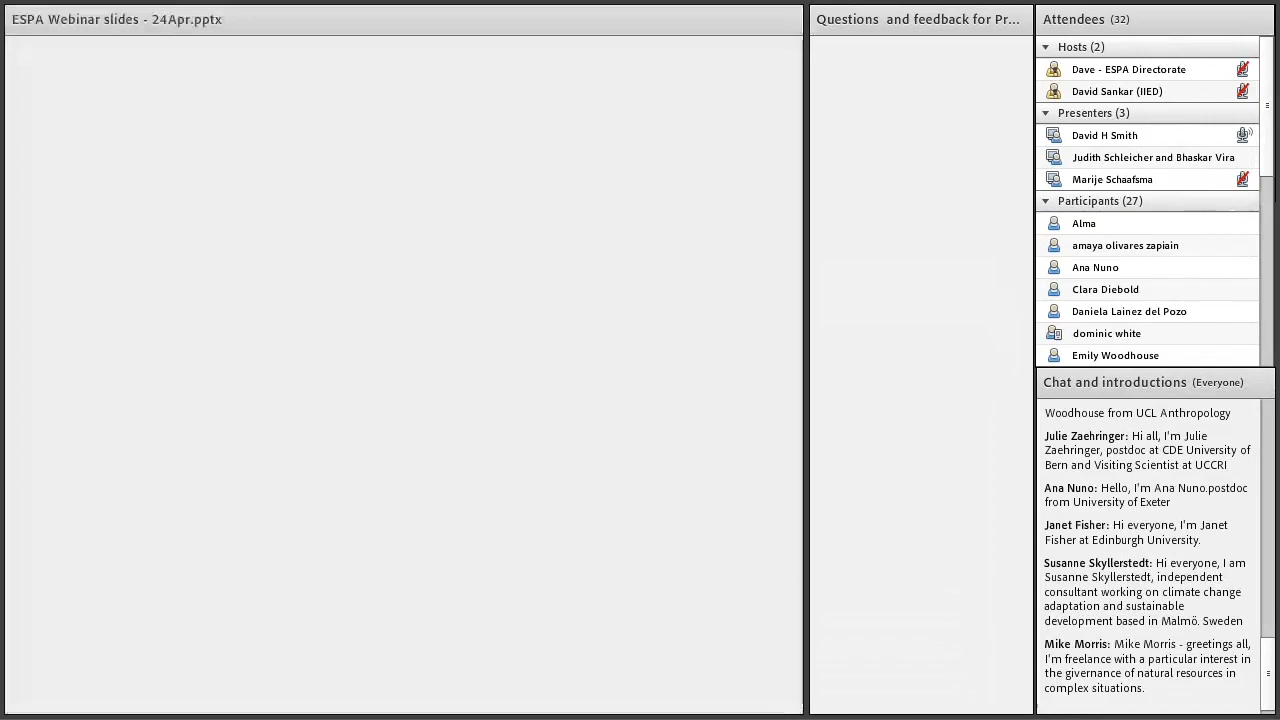 ESPA Webinar slides - 24Apr.pptx
Questions and feedback for Pr...
Attendees (32)
Hosts (2)
Dave - ESPA Directorate
David Sankar (IIED)
Presenters (3)
David H Smith
Judith Schleicher and Bhaskar Vira
Marije Schaafsma
Participants (27)
Alma
amaya olivares zapiain
Ana Nuno
Clara Diebold
Daniela Lainez del Pozo
dominic white
Emily Woodhouse
Chat and introductions (Everyone)
Woodhouse from UCL Anthropology
Julie Zaehringer: Hi all, I'm Julie
Zaehringer, postdoc at CDE University of
Bern and Visiting Scientist at UCCRI
Ana Nuno: Hello, I'm Ana Nuno.postdoc
from University of Exeter
Janet Fisher: Hi everyone, I'm Janet
Fisher at Edinburgh University.
Susanne Skyllerstedt: Hi everyone, I am
Susanne Skyllerstedt, independent
consultant working on climate change
adaptation and sustainable
development based in Malmö. Sweden
Mike Morris: Mike Morris - greetings all,
I'm freelance with a particular interest in
the givernance of natural resources in
complex situations.